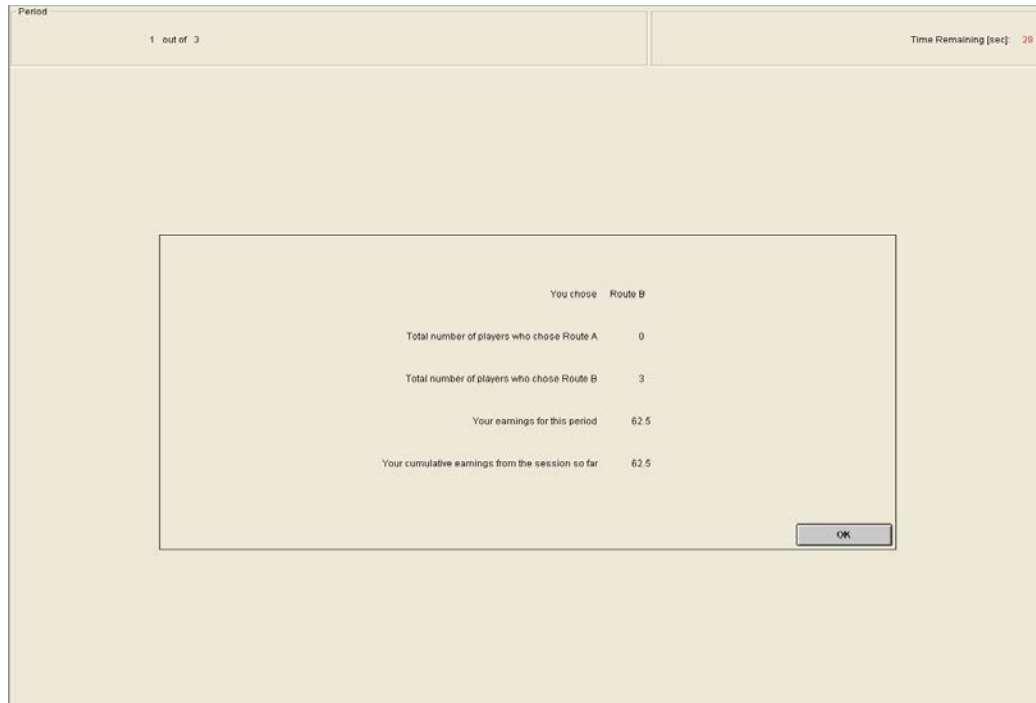 Period
1 out of 3
Time Remaining [sec]: 28
You chose Route B
Total number of players who chose Route A 0
Total number of players who chose Route B 3
Your earnings for this period 62.5
Your cumulative earnings from the session so far 62.5
OK